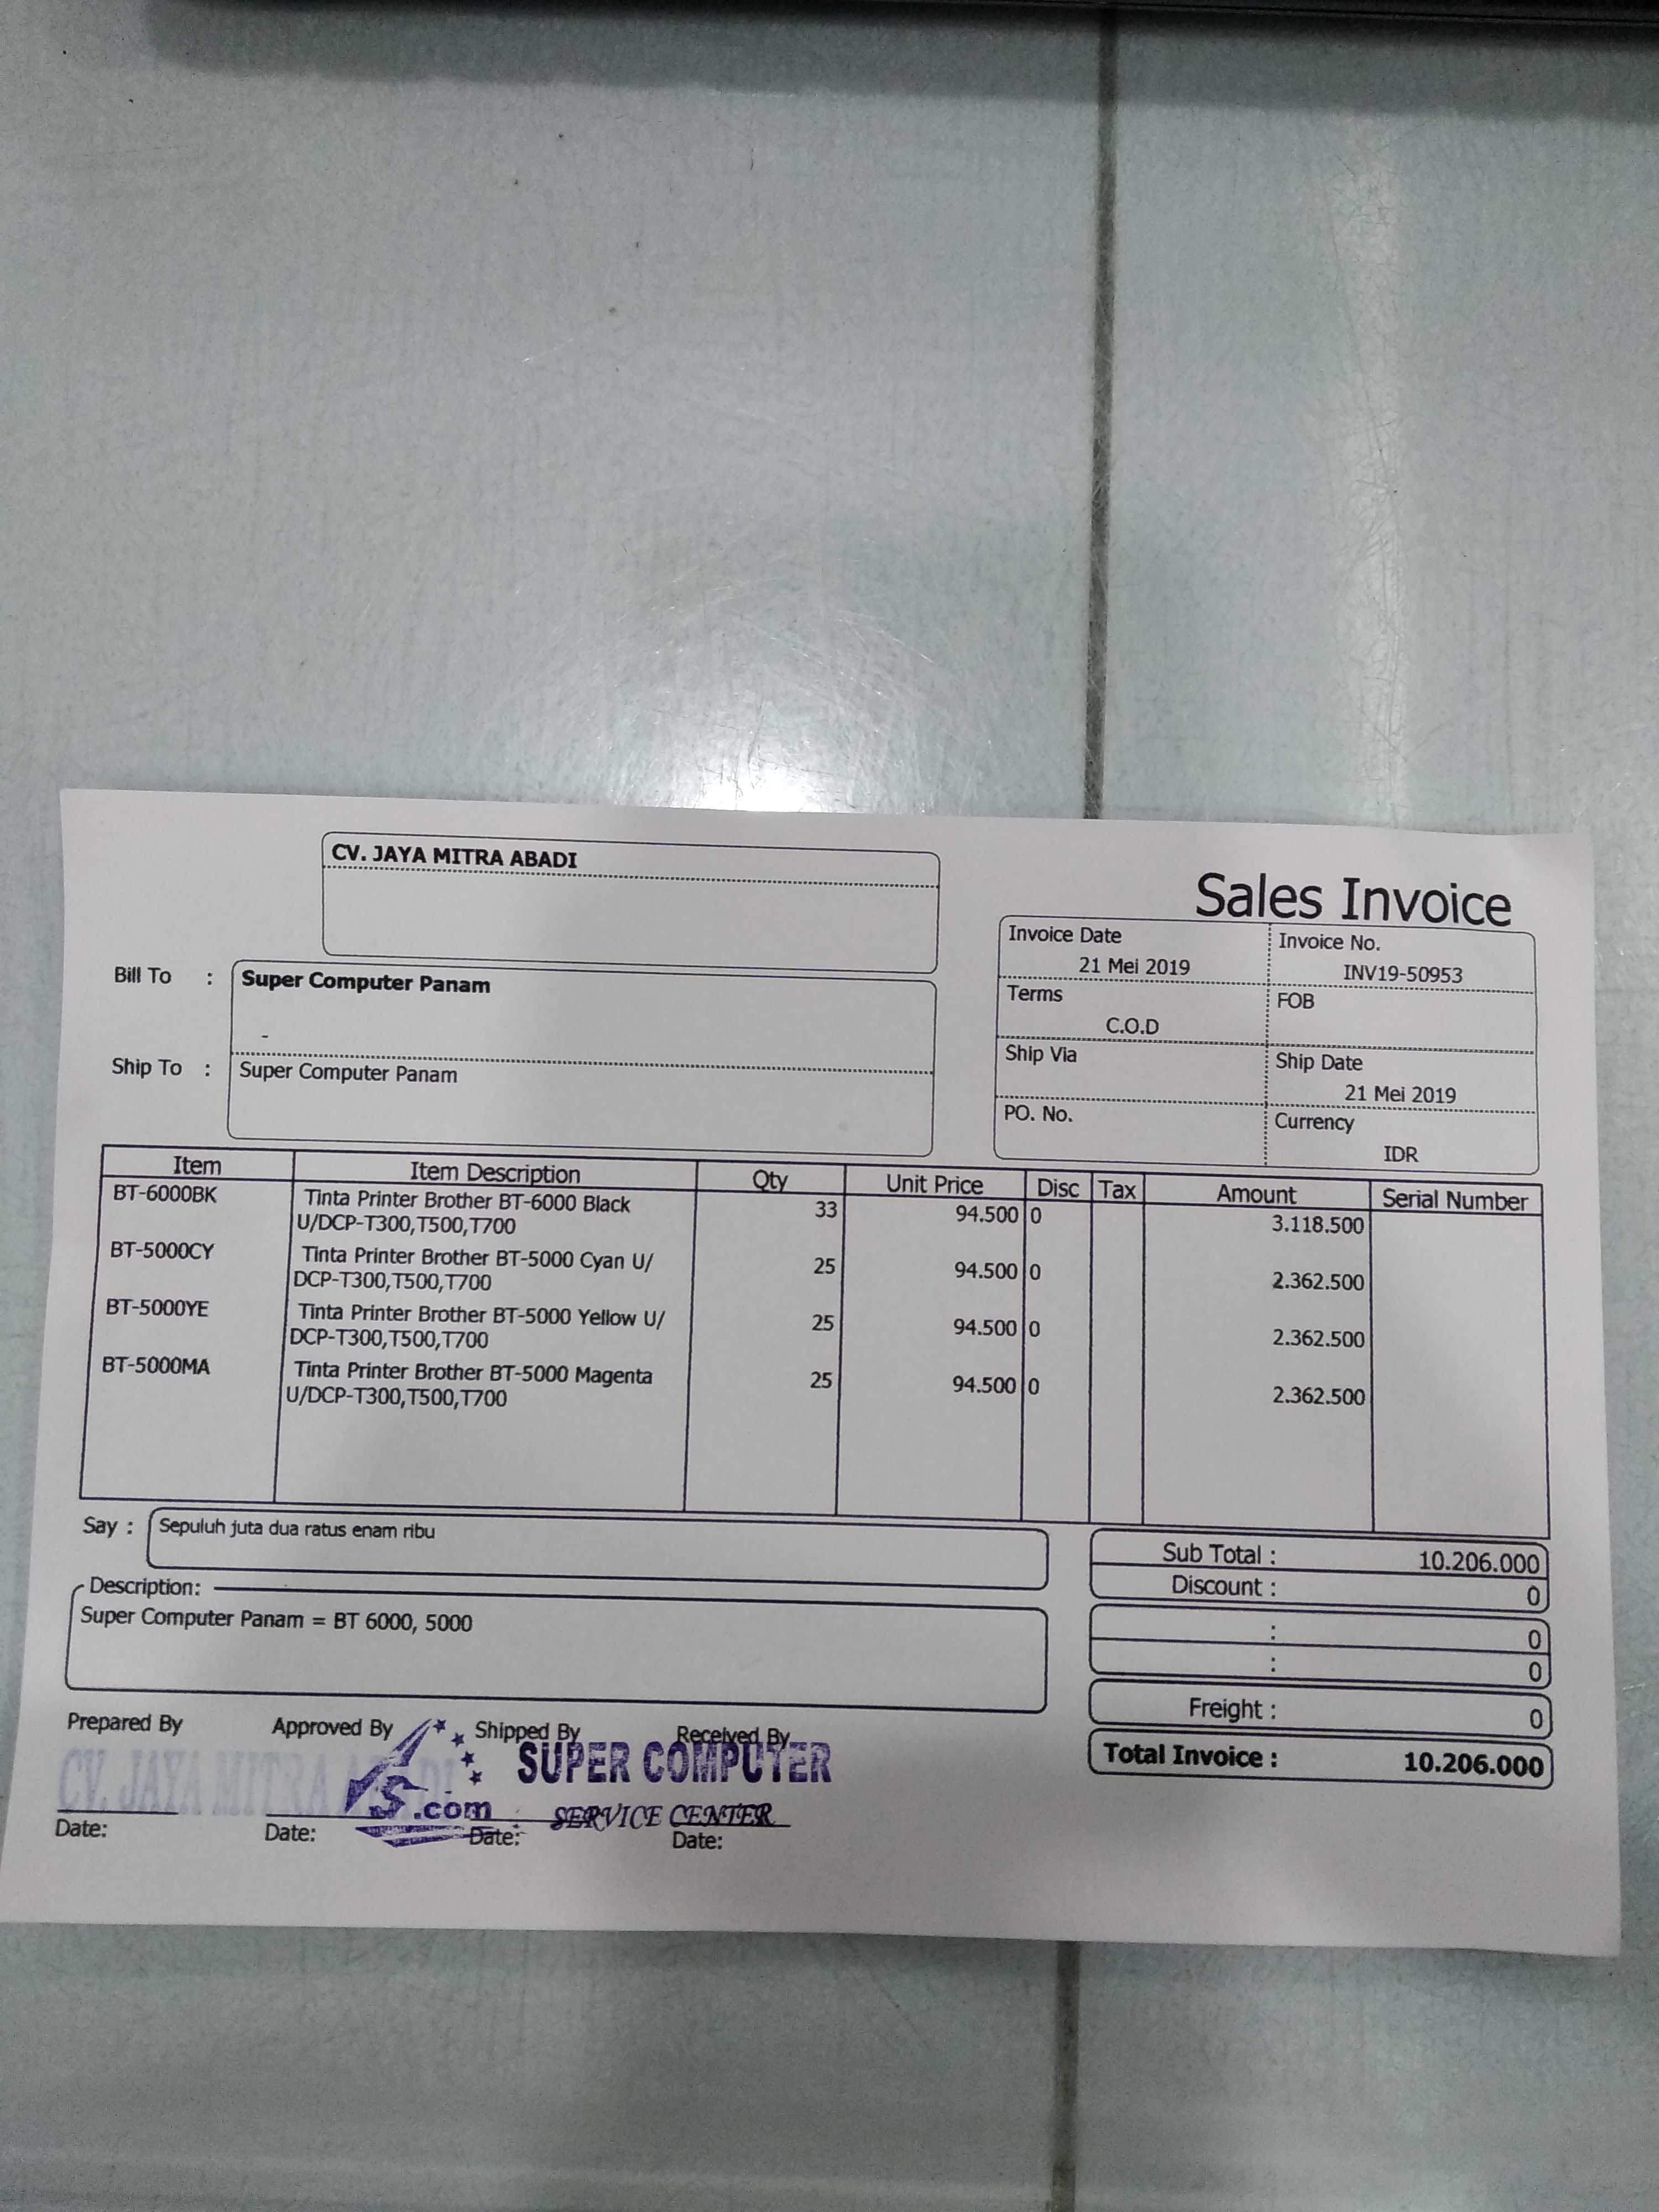 CV. JAYA MITRA ABADI
Sales Invoice
Bill To : Super Computer Panam
-
Ship To : Super Computer Panam
Invoice Date Invoice No.
21 Mei 2019 INV19-50953
Terms FOB
C.O.D
Ship Via Ship Date
21 Mei 2019
PO. No. Currency
IDR
Item Item Description Qty Unit Price Disc Tax Amount Serial Number
BT-6000BK Tinta Printer Brother BT-6000 Black 33 94.500 0 3.118.500
U/DCP-T300,T500,T700
BT-5000CY Tinta Printer Brother BT-5000 Cyan U/ 25 94.500 0 2.362.500
DCP-T300,T500,T700
BT-5000YE Tinta Printer Brother BT-5000 Yellow U/ 25 94.500 0 2.362.500
DCP-T300,T500,T700
BT-5000MA Tinta Printer Brother BT-5000 Magenta 25 94.500 0 2.362.500
U/DCP-T300,T500,T700
Say : Sepuluh juta dua ratus enam ribu
Sub Total : 10.206.000
Discount : 0
: 0
: 0
Freight : 0
Total Invoice : 10.206.000
Description:
Super Computer Panam = BT 6000, 5000
Prepared By Approved By Shipped By Received By
CV. JAYA MITRA ABADI
SUPER COMPUTER
S.com SERVICE CENTER
Date: Date: Date: Date: